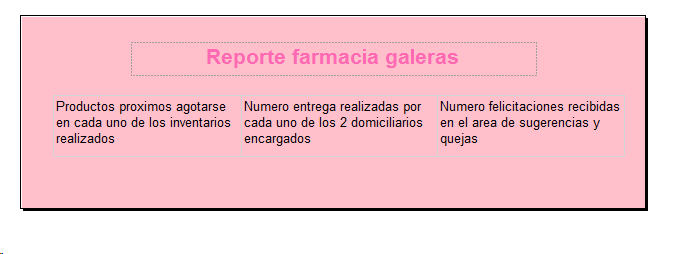 Reporte farmacia galeras
Productos proximos agotarse
en cada uno de los inventarios
realizados
Numero entrega realizadas por
cada uno de los 2 domiciliarios
encargados
Numero felicitaciones recibidas
en el area de sugerencias y
quejas